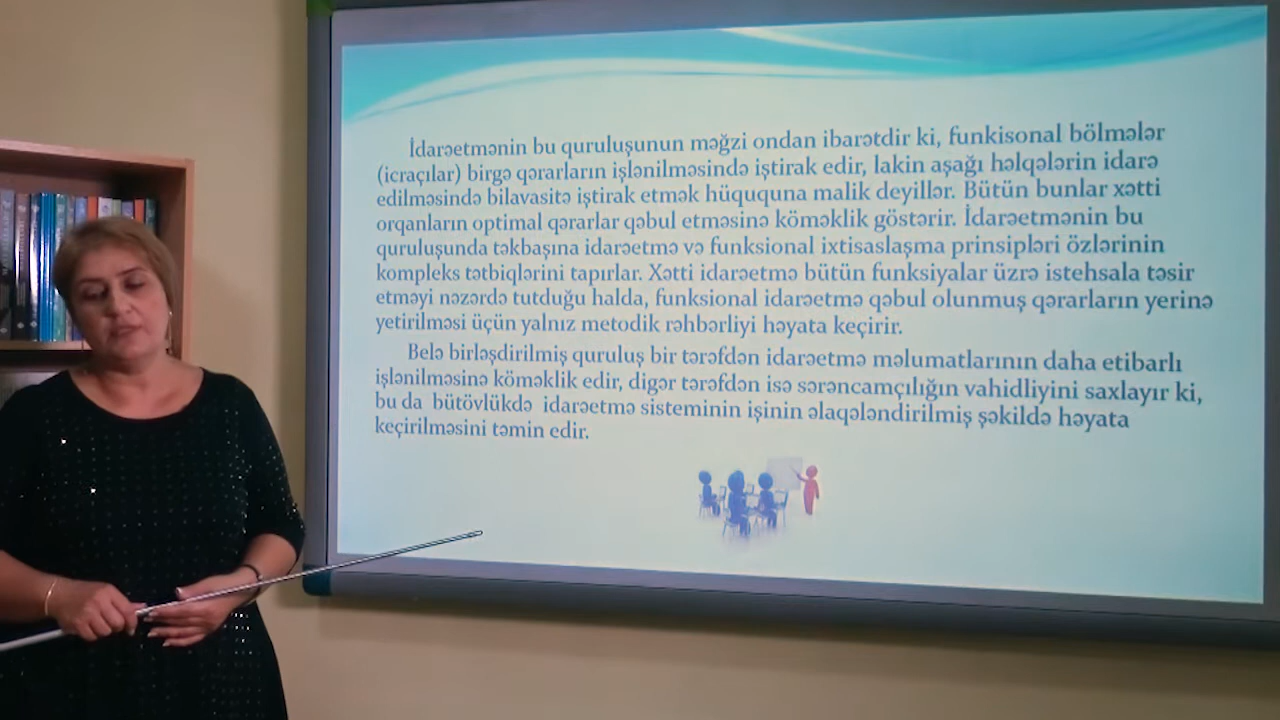 İdarəetmənin bu quruluşunun məğzi ondan ibarətdir ki, funkisonal bölmələr
(icraçılar) birgə qərarların işlənilməsində iştirak edir, lakin aşağı həlqələrin idarə
edilməsində bilavasitə iştirak etmək hüququna malik deyillər. Bütün bunlar xətti
orqanların optimal qərarlar qəbul etməsinə köməklik göstərir. İdarəetmənin bu
quruluşunda təkbaşına idarəetmə və funksional ixtisaslaşma prinsipləri özlərinin
kompleks tətbiqlərini tapırlar. Xətti idarəetmə bütün funksiyalar üzrə istehsala təsir
etməyi nəzərdə tutduğu halda, funksional idarəetmə qəbul olunmuş qərarların yerinə
yetirilməsi üçün yalnız metodik rəhbərliyi həyata keçirir.
Belə birləşdirilmiş quruluş bir tərəfdən idarəetmə məlumatlarının daha etibarlı
işlənilməsinə köməklik edir, digər tərəfdən isə sərəncamçılığın vahidliyini saxlayır ki,
bu da bütövlükdə idarəetmə sisteminin işinin əlaqələndirilmiş şəkildə həyata
keçirilməsini təmin edir.